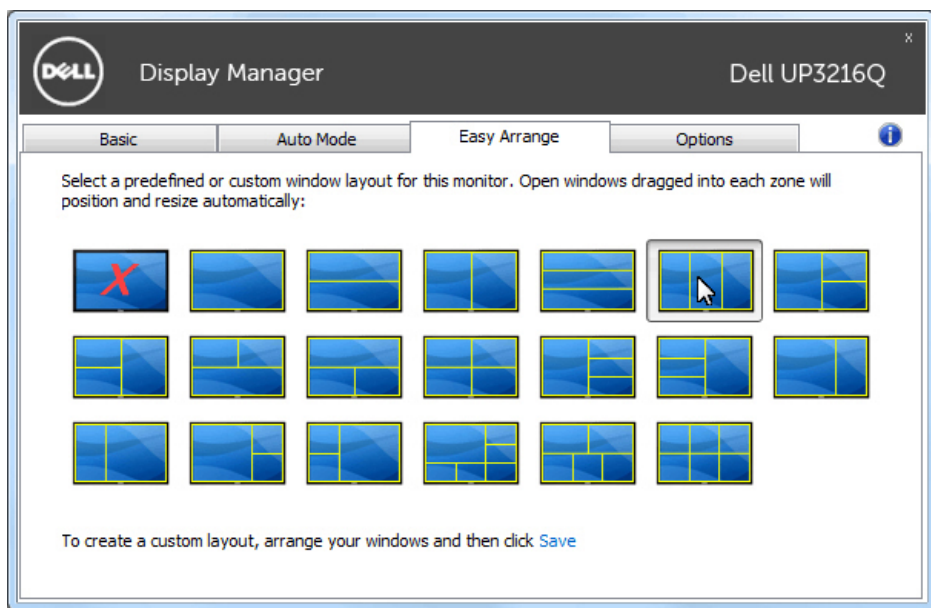 x
DELL
Display Manager
Dell UP3216Q
Basic
Auto Mode
Easy Arrange
Options
i
Select a predefined or custom window layout for this monitor. Open windows dragged into each zone will
position and resize automatically:
X
To create a custom layout, arrange your windows and then click Save